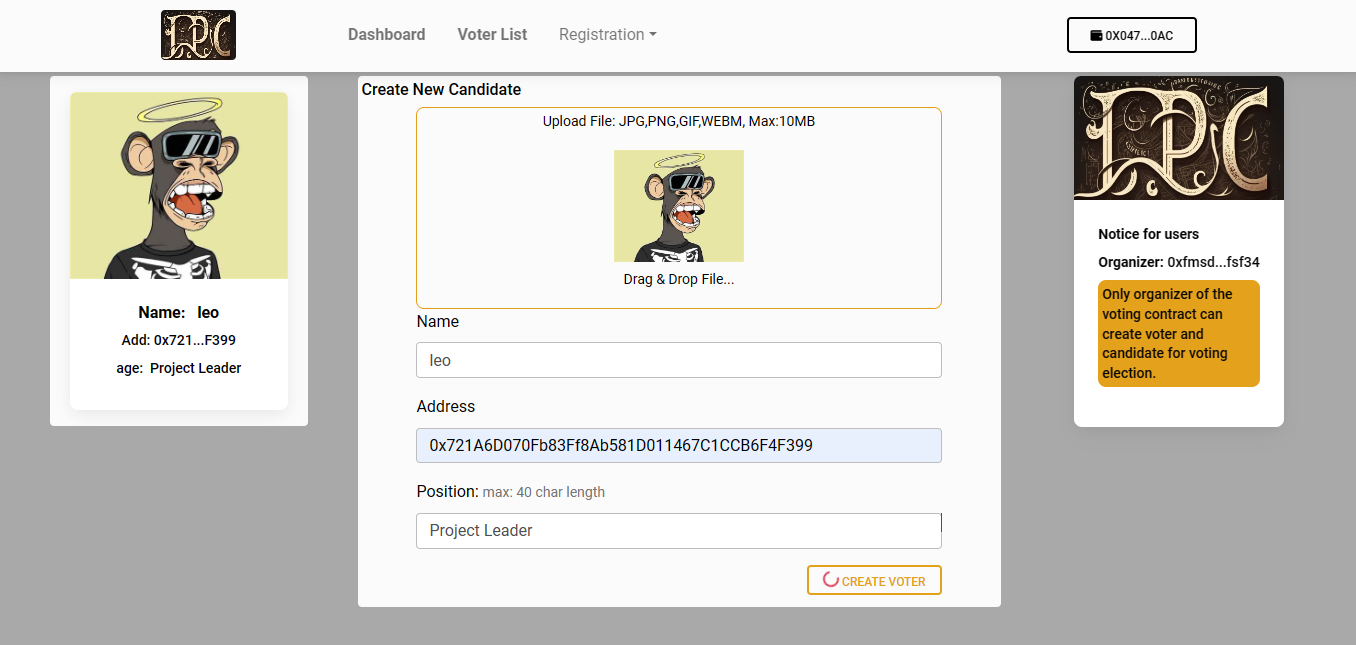 LPC
Dashboard
Voter List
Registration
0X047...0AC
Name: leo
Add: 0x721...F399
age: Project Leader
Create New Candidate
Upload File: JPG,PNG,GIF,WEBM, Max:10MB
Drag & Drop File...
Name
leo
Address
0x721A6D070Fb83Ff8Ab581D011467C1CCB6F4F399
Position: max: 40 char length
Project Leader
CREATE VOTER
LPC
Notice for users
Organizer: 0xfmsd...fsf34
Only organizer of the
voting contract can
create voter and
candidate for voting
election.